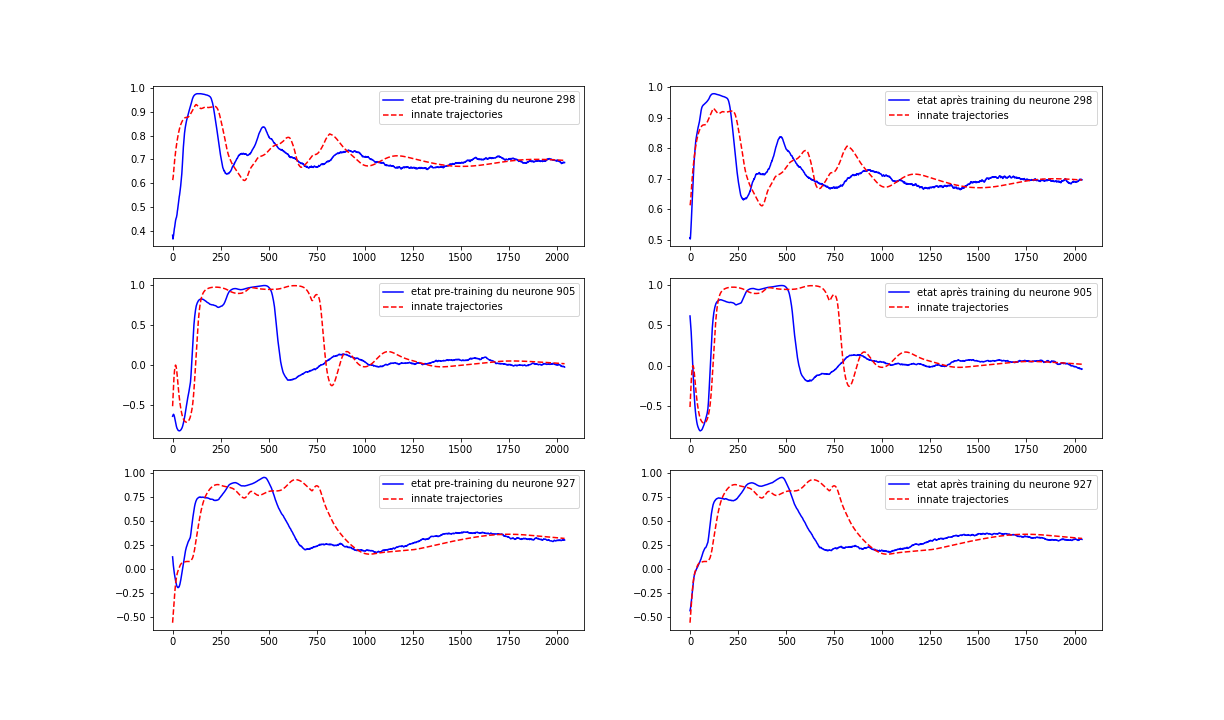 etat pre-training du neurone 298
innate trajectories
1.0
0.9
0.8
0.7
0.6
0.5
0.4
0 250 500 750 1000 1250 1500 1750 2000
etat après training du neurone 298
innate trajectories
1.0
0.9
0.8
0.7
0.6
0.5
0 250 500 750 1000 1250 1500 1750 2000
etat pre-training du neurone 905
innate trajectories
1.0
0.5
0.0
−0.5
0 250 500 750 1000 1250 1500 1750 2000
etat après training du neurone 905
innate trajectories
1.0
0.5
0.0
−0.5
0 250 500 750 1000 1250 1500 1750 2000
etat pre-training du neurone 927
innate trajectories
1.00
0.75
0.50
0.25
0.00
−0.25
−0.50
0 250 500 750 1000 1250 1500 1750 2000
etat après training du neurone 927
innate trajectories
1.00
0.75
0.50
0.25
0.00
−0.25
−0.50
0 250 500 750 1000 1250 1500 1750 2000